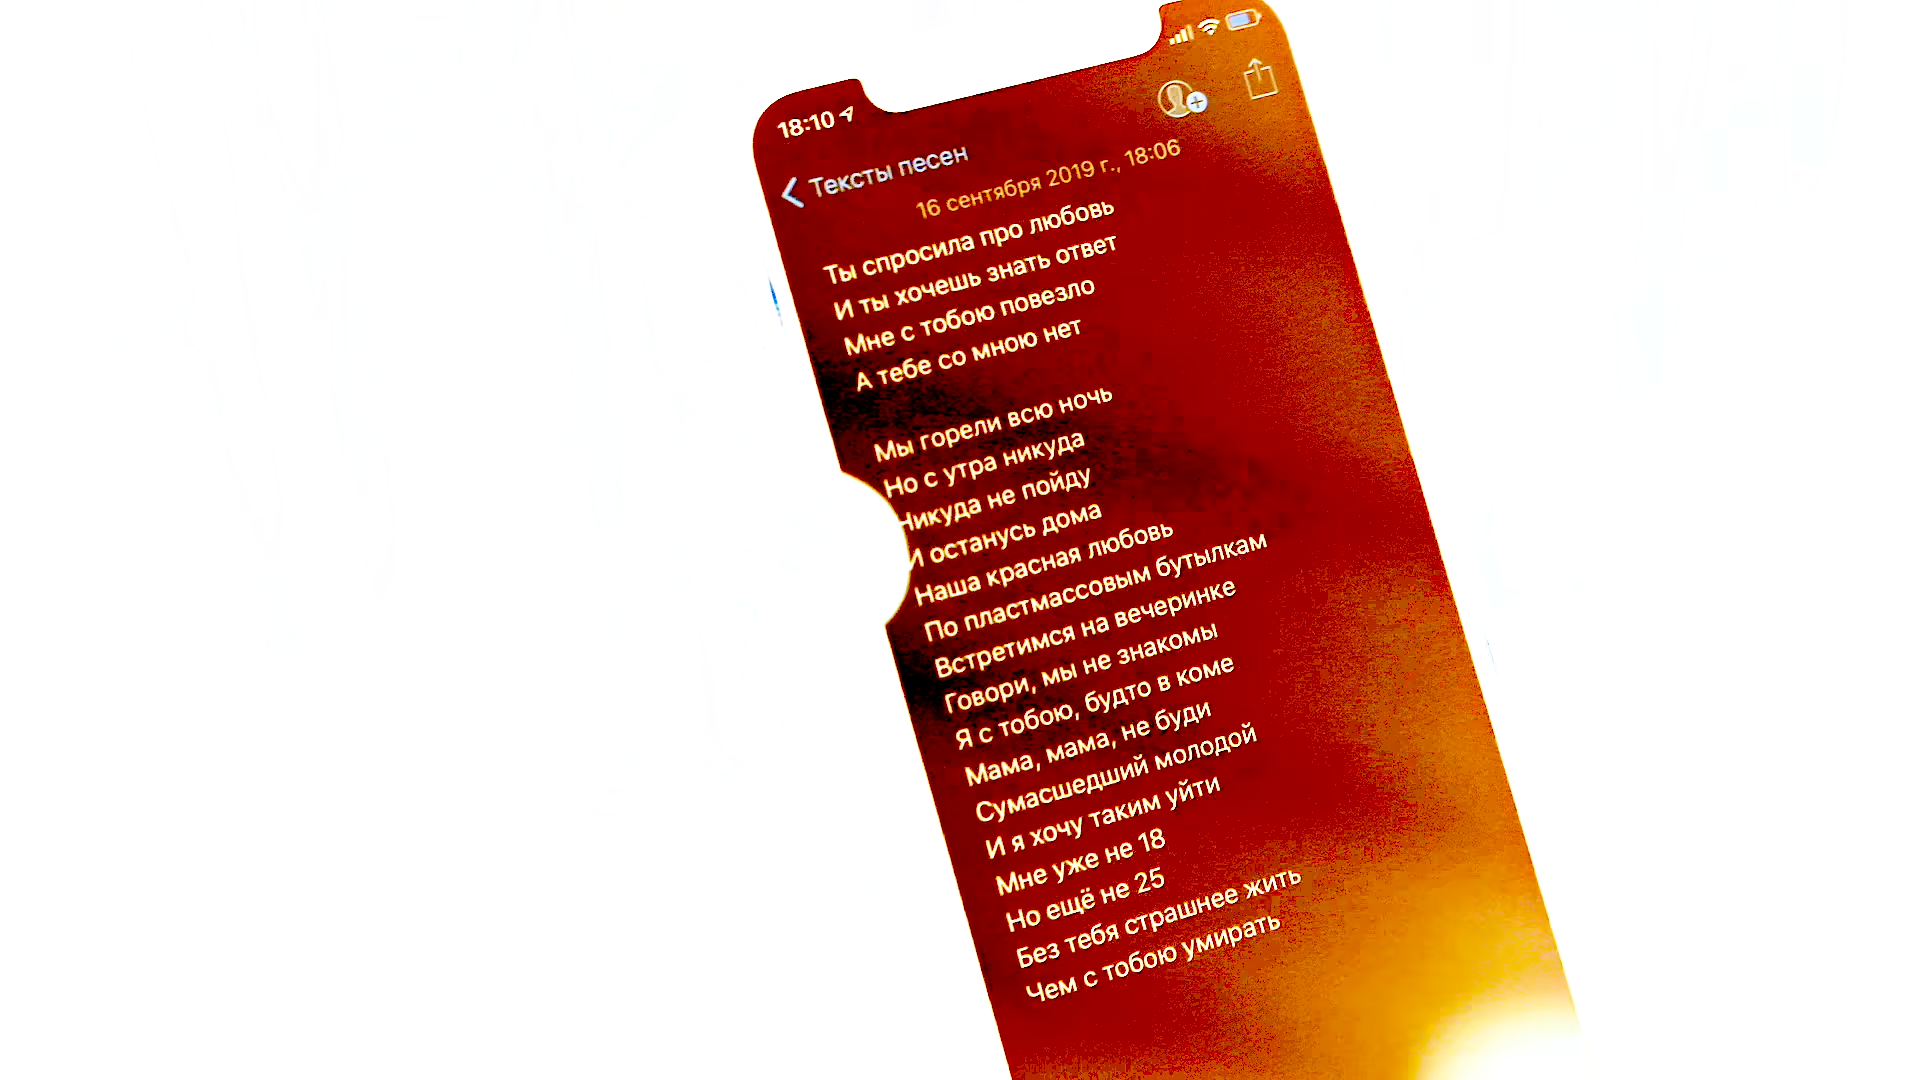 18:10
Тексты песен
16 сентября 2019 г., 18:06
Ты спросила про любовь
И ты хочешь знать ответ
Мне с тобою повезло
А тебе со мною нет
Мы горели всю ночь
Но с утра никуда
Никуда не пойду
И останусь дома
Наша красная любовь
По пластмассовым бутылкам
Встретимся на вечеринке
Говори, мы не знакомы
Я с тобою, будто в коме
Мама, мама, не буди
Сумасшедший молодой
И я хочу таким уйти
Мне уже не 18
Но ещё не 25
Без тебя страшнее жить
Чем с тобою умирать